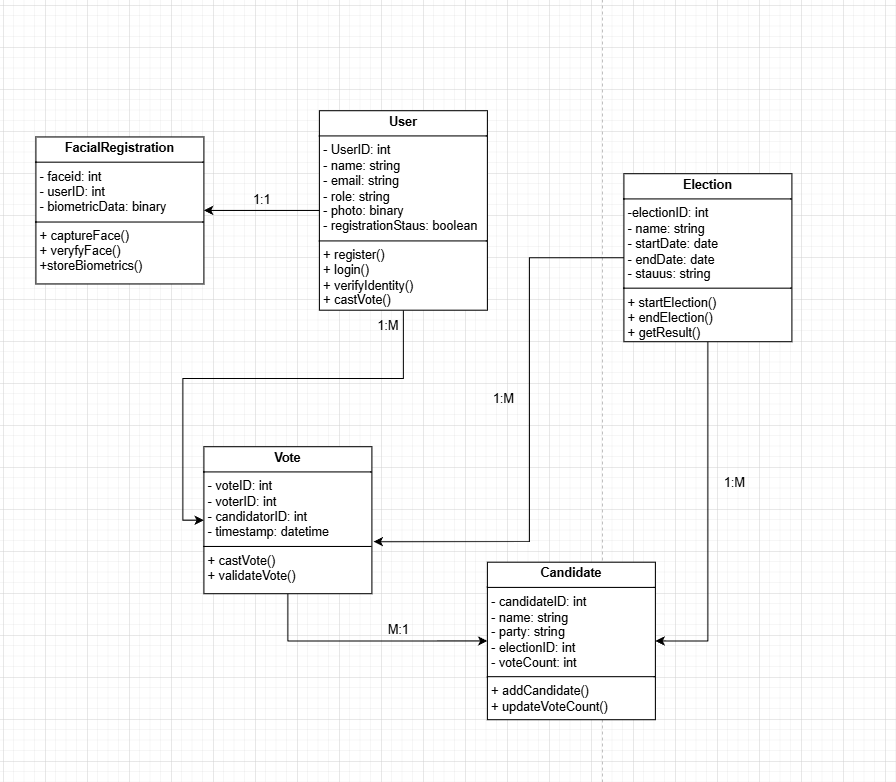 FacialRegistration
- faceid: int
- userID: int
- biometricData: binary
+ captureFace()
+ veryfyFace()
+storeBiometrics()
1:1
User
- UserID: int
- name: string
- email: string
- role: string
- photo: binary
- registrationStaus: boolean
+ register()
+ login()
+ verifyIdentity()
+ castVote()
1:M
Election
-electionID: int
- name: string
- startDate: date
- endDate: date
- stauus: string
+ startElection()
+ endElection()
+ getResult()
1:M
1:M
Vote
- voteID: int
- voterID: int
- candidatorID: int
- timestamp: datetime
+ castVote()
+ validateVote()
M:1
Candidate
- candidateID: int
- name: string
- party: string
- electionID: int
- voteCount: int
+ addCandidate()
+ updateVoteCount()